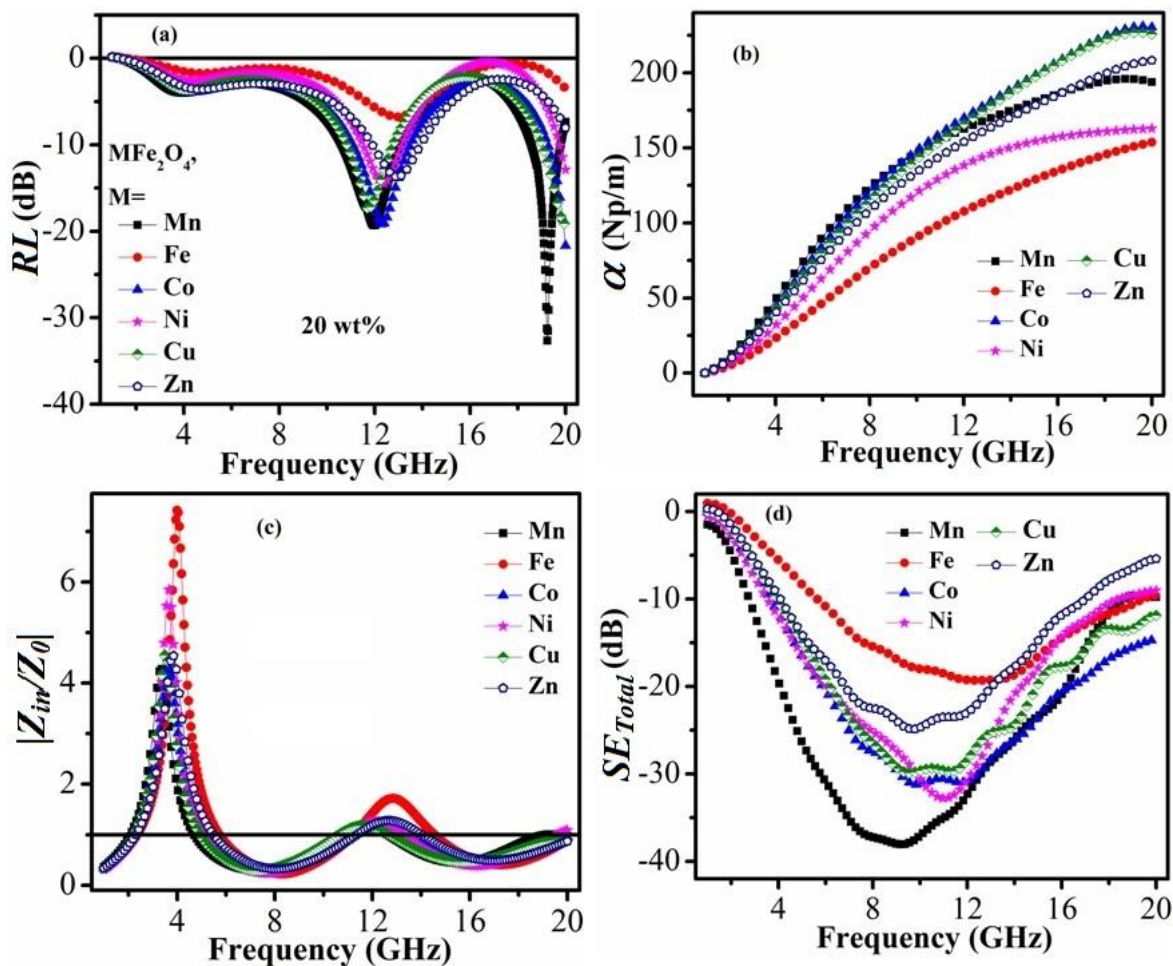 (a)
0
-10
-20
-30
-40
RL (dB)
MFe₂O₄,
M=
Mn
Fe
Co
Ni
Cu
Zn
20 wt%
4
8
12
16
20
Frequency (GHz)
(b)
200
150
100
50
0
α (Np/m)
Mn
Fe
Co
Ni
Cu
Zn
4
8
12
16
20
Frequency (GHz)
(c)
6
4
2
0
|Zin/Z0|
Mn
Fe
Co
Ni
Cu
Zn
4
8
12
16
20
Frequency (GHz)
(d)
0
-10
-20
-30
-40
SETotal (dB)
Mn
Fe
Co
Ni
Cu
Zn
4
8
12
16
20
Frequency (GHz)